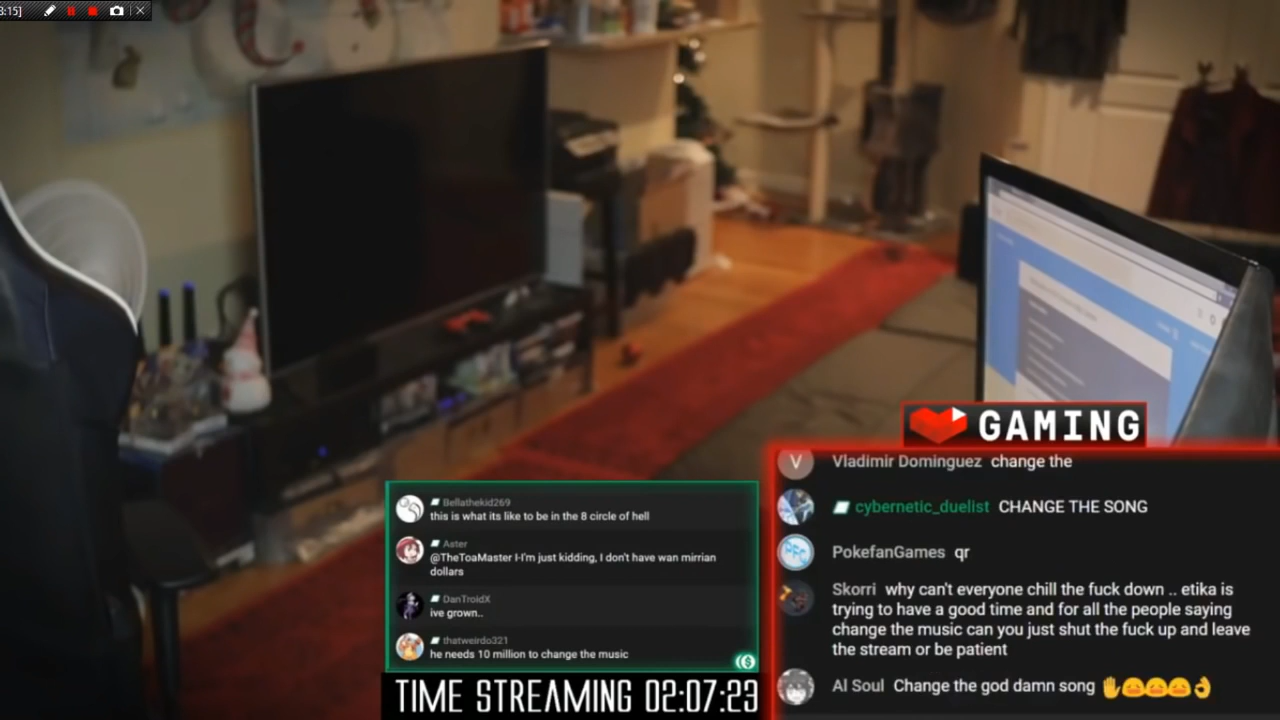 3:15]
GAMING
Vladimir Dominguez change the
cybernetic_duelist CHANGE THE SONG
PokefanGames qr
Skorri why can't everyone chill the fuck down .. etika is
trying to have a good time and for all the people saying
change the music can you just shut the fuck up and leave
the stream or be patient
Al Soul Change the god damn song ✋😩😩😩👌
Bellathekid269
this is what its like to be in the 8 circle of hell
Aster
@TheToaMaster I-I'm just kidding, I don't have wan mirrian
dollars
DanTroidX
ive grown..
thatweirdo321
he needs 10 million to change the music
TIME STREAMING 02:07:23